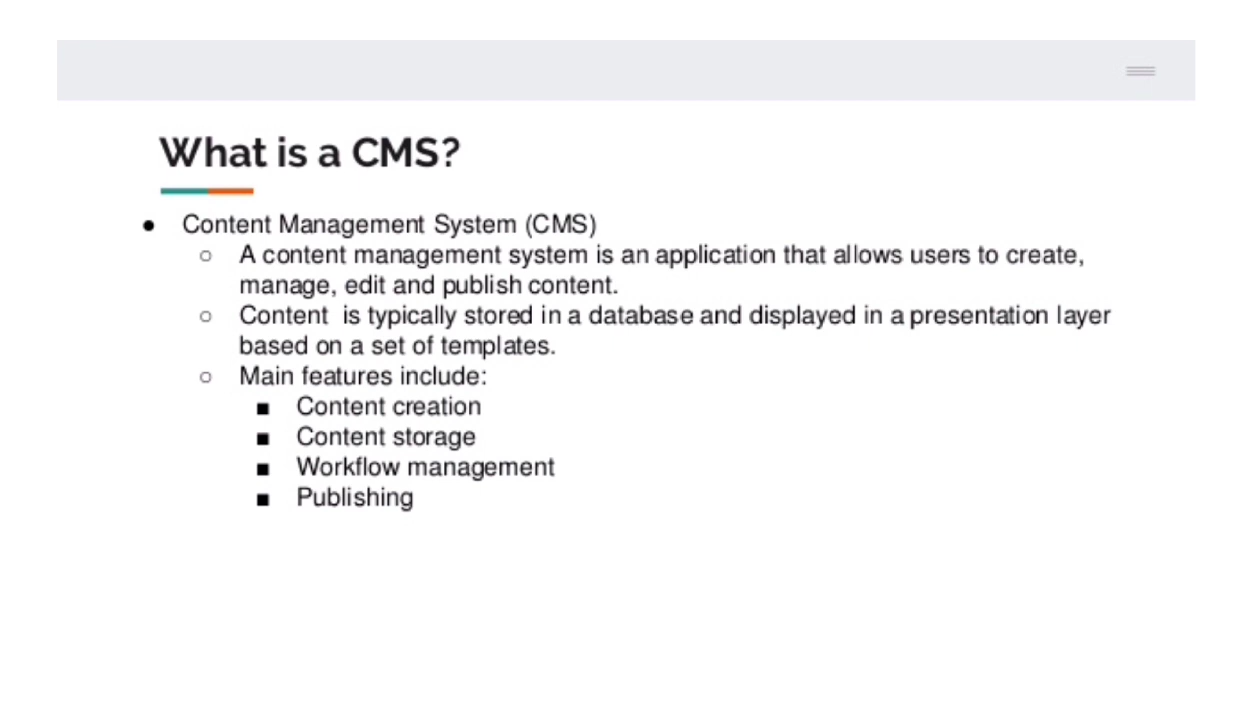 What is a CMS?
● Content Management System (CMS)
○ A content management system is an application that allows users to create,
manage, edit and publish content.
○ Content is typically stored in a database and displayed in a presentation layer
based on a set of templates.
○ Main features include:
■ Content creation
■ Content storage
■ Workflow management
■ Publishing